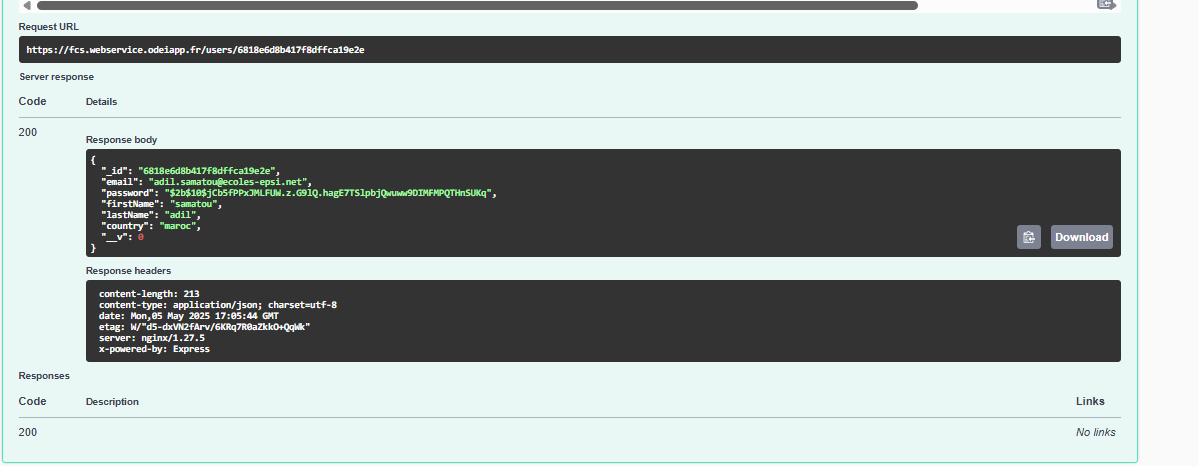 Request URL
https://fcs.webservice.odeiapp.fr/users/6818e6d8b417f8dffca19e2e
Server response
Code Details
200
Response body
{
"_id": "6818e6d8b417f8dffca19e2e",
"email": "adil.samatou@ecoles-epsi.net",
"password": "$2b$10$jCb5fPPxJMLFUW.z.G9lQ.hagE7TSlpbjQwuww9DIMFMPQTHnSUKq",
"firstName": "samatou",
"lastName": "adil",
"country": "maroc",
"__v": 0
}
Download
Response headers
content-length: 213
content-type: application/json; charset=utf-8
date: Mon,05 May 2025 17:05:44 GMT
etag: W/"d5-dxVN2fArv/6KRq7R0aZkkO+QqWk"
server: nginx/1.27.5
x-powered-by: Express
Responses
Code Description Links
200 No links